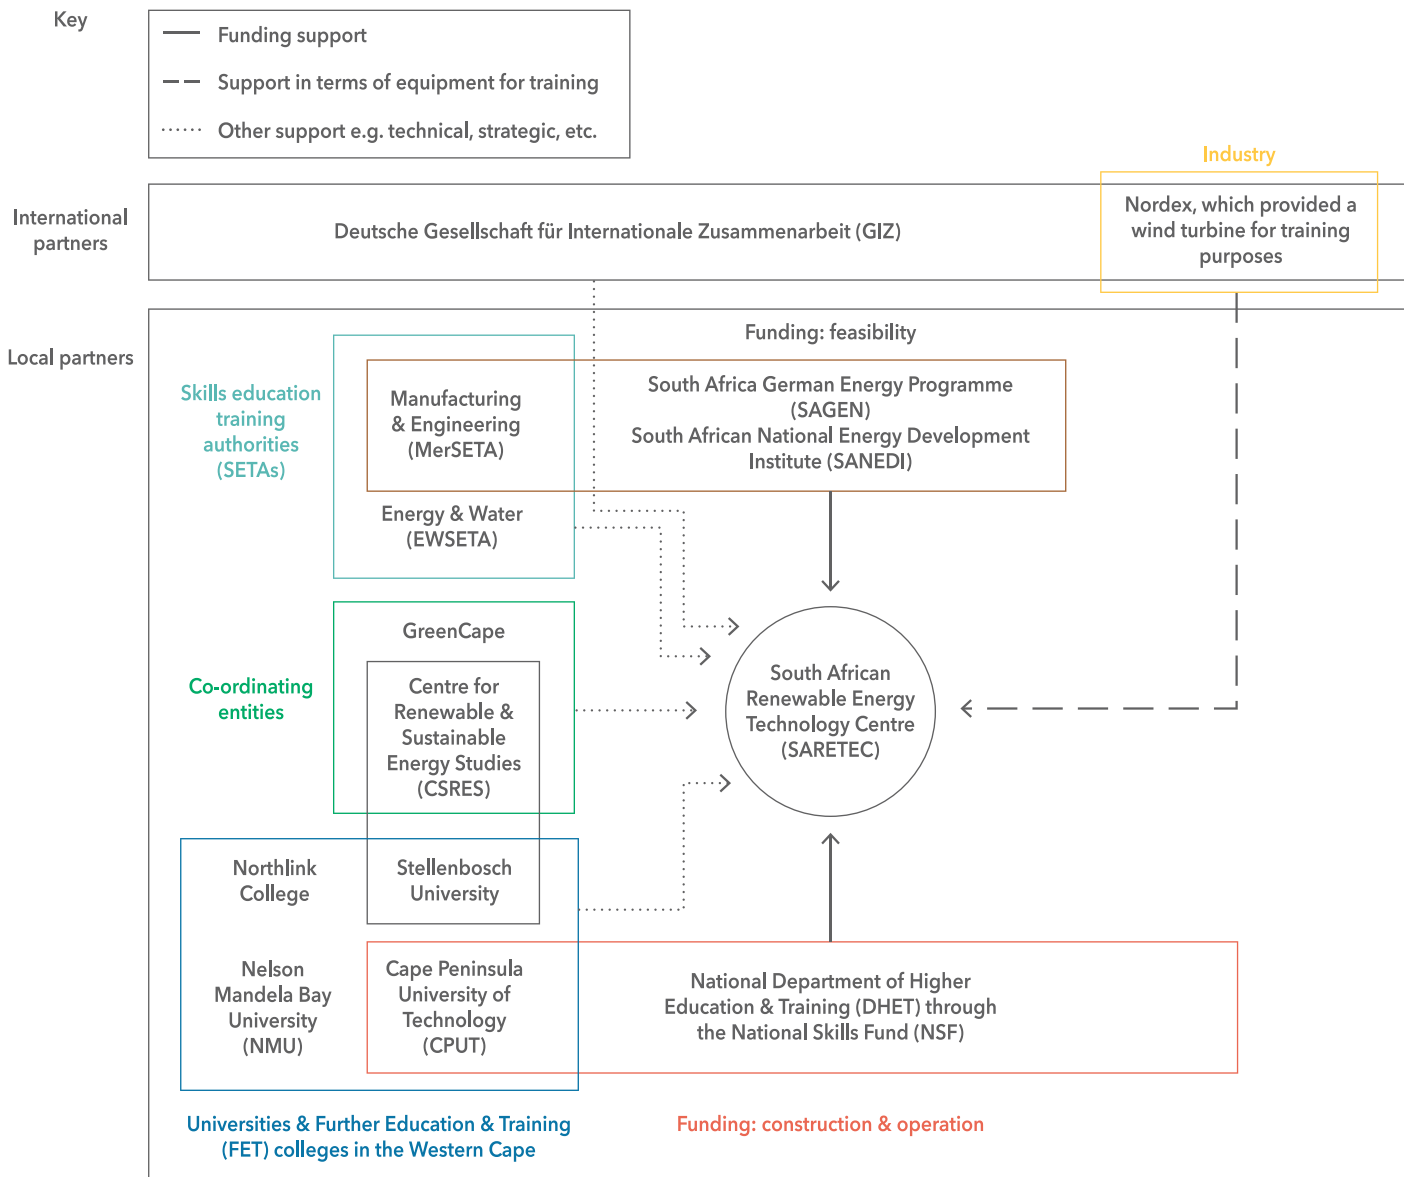 Key
Funding support
Support in terms of equipment for training
Other support e.g. technical, strategic, etc.
Industry
International
partners
Deutsche Gesellschaft für Internationale Zusammenarbeit (GIZ)
Nordex, which provided a
wind turbine for training
purposes
Local partners
Funding: feasibility
Skills education
training
authorities
(SETAs)
Manufacturing
& Engineering
(MerSETA)
South Africa German Energy Programme
(SAGEN)
South African National Energy Development
Institute (SANEDI)
Energy & Water
(EWSETA)
Co-ordinating
entities
GreenCape
Centre for
Renewable &
Sustainable
Energy Studies
(CSRES)
South African
Renewable Energy
Technology Centre
(SARETEC)
Northlink
College
Stellenbosch
University
Nelson
Mandela Bay
University
(NMU)
Cape Peninsula
University of
Technology
(CPUT)
National Department of Higher
Education & Training (DHET) through
the National Skills Fund (NSF)
Universities & Further Education & Training
(FET) colleges in the Western Cape
Funding: construction & operation